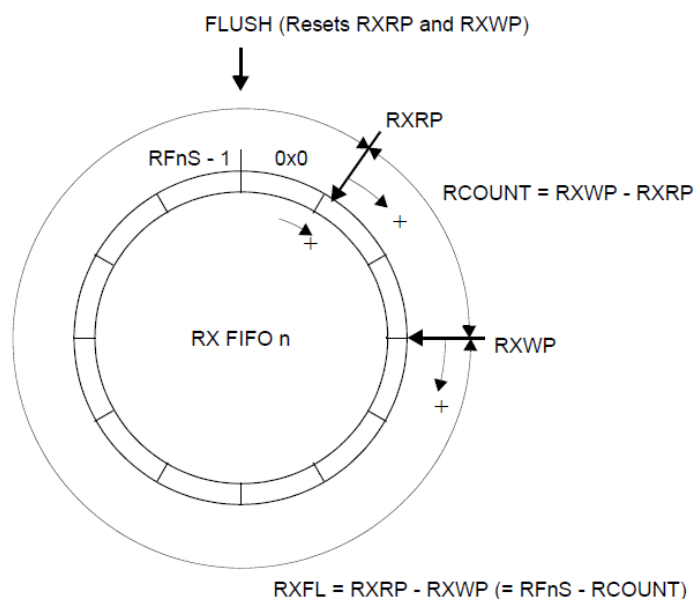 FLUSH (Resets RXRP and RXWP)
RXRP
RFnS - 1
0x0
RCOUNT = RXWP - RXRP
+
+
RX FIFO n
RXWP
+
RXFL = RXRP - RXWP (= RFnS - RCOUNT)